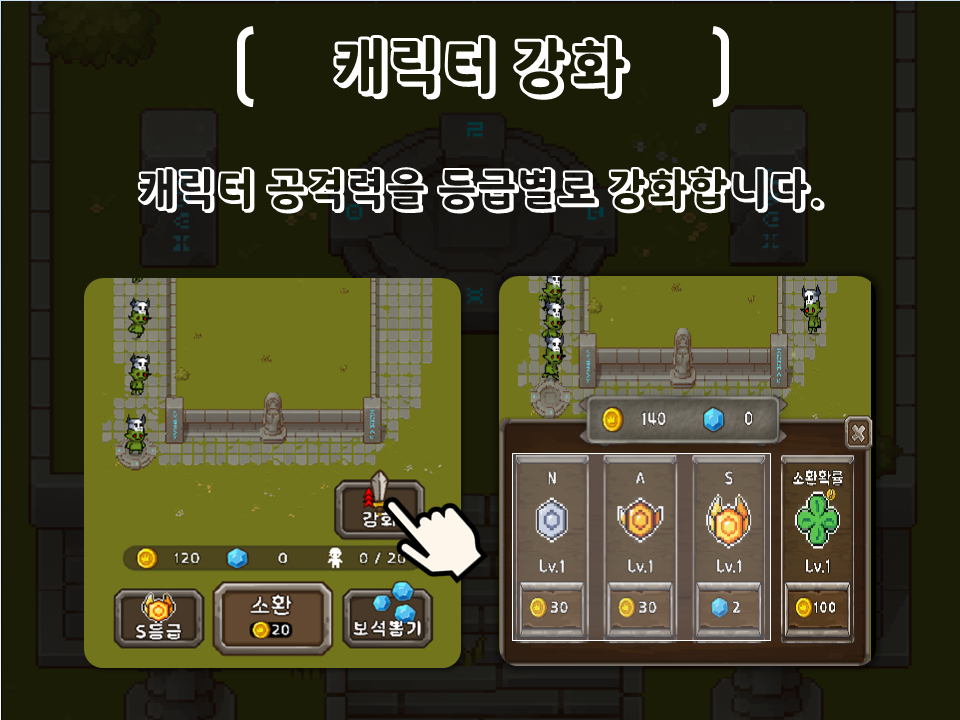 캐릭터 강화
캐릭터 공격력을 등급별로 강화합니다.
강화
120 0 0 / 20
S등급
소환
20
보석뽑기
140 0
N A S 소환확률
Lv.1 Lv.1 Lv.1 Lv.1
30 30 2 100